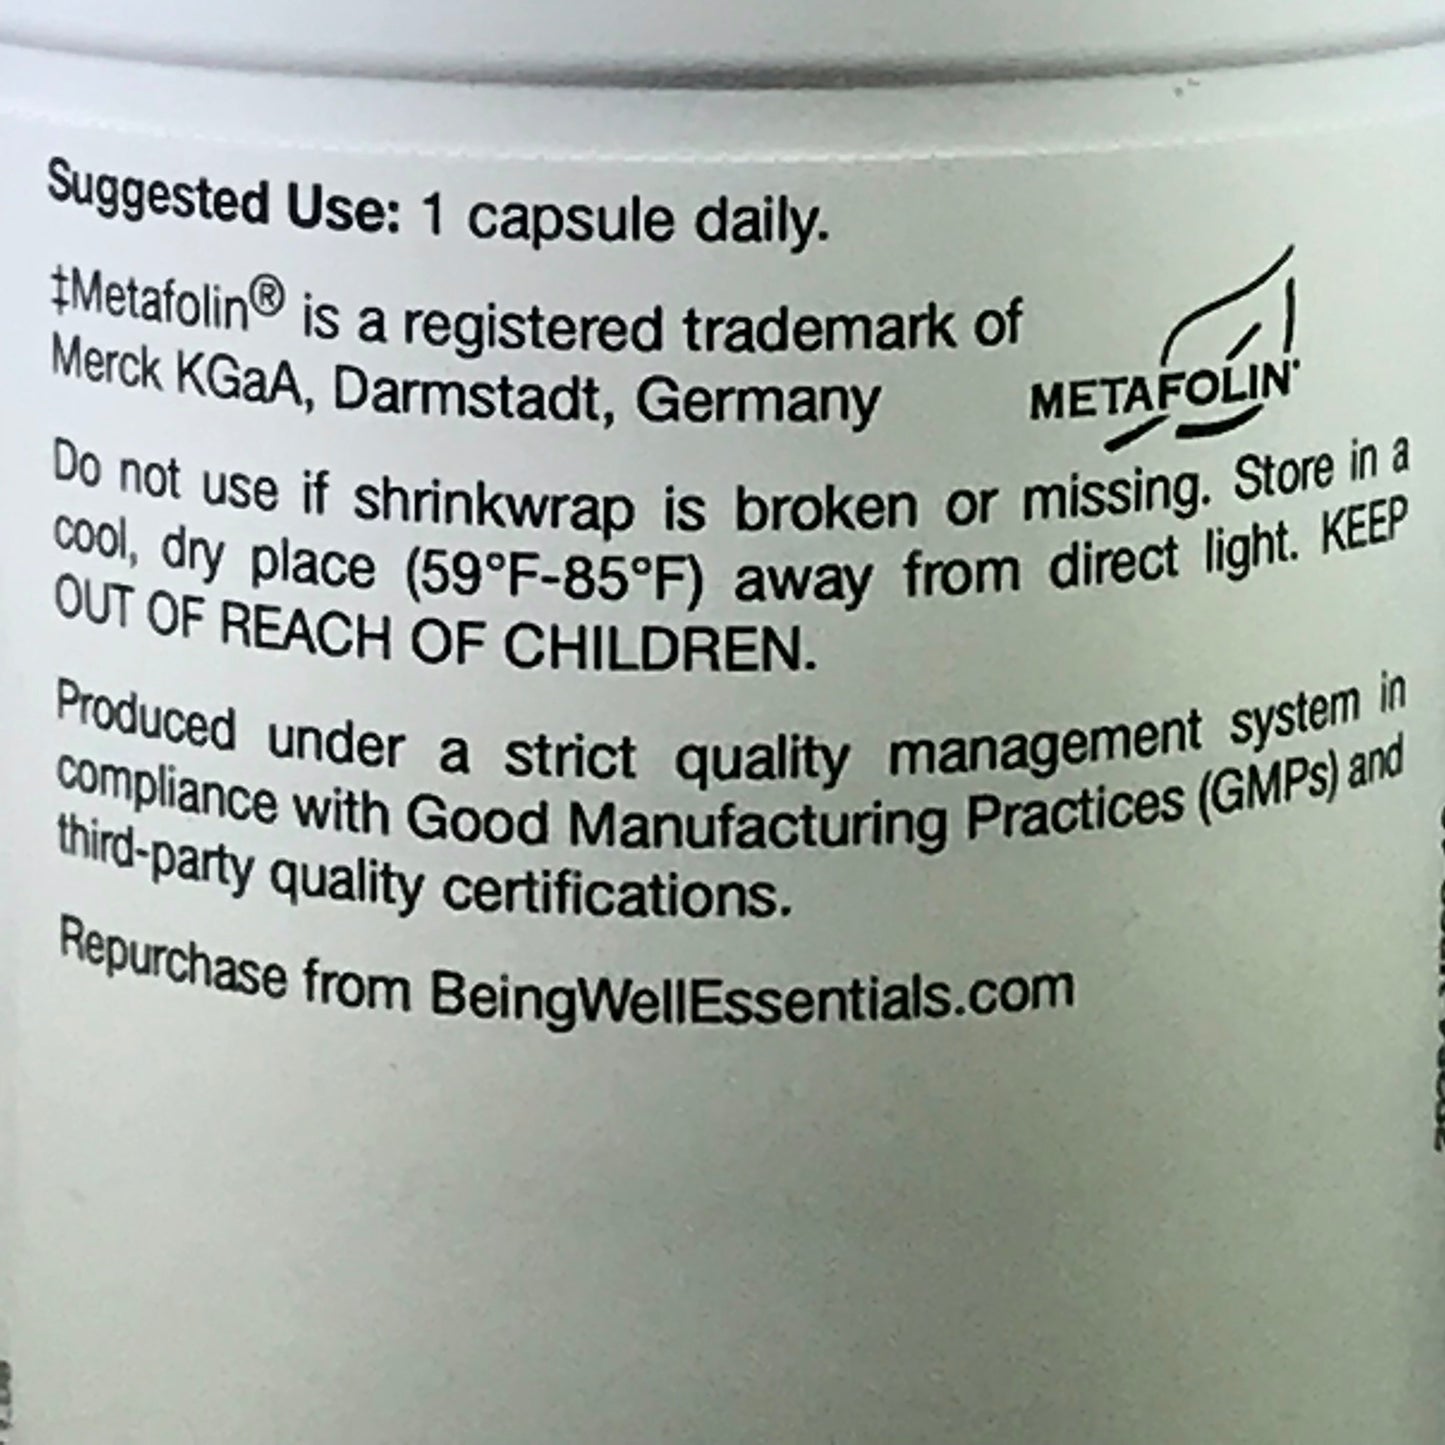 Suggested Use: 1 capsule daily.
‡Metafolin® is a registered trademark of
Merck KGaA, Darmstadt, Germany
METAFOLIN
Do not use if shrinkwrap is broken or missing. Store in a
cool, dry place (59°F-85°F) away from direct light. KEEP
OUT OF REACH OF CHILDREN.
Produced under a strict quality management system in
compliance with Good Manufacturing Practices (GMPs) and
third-party quality certifications.
Repurchase from BeingWellEssentials.com